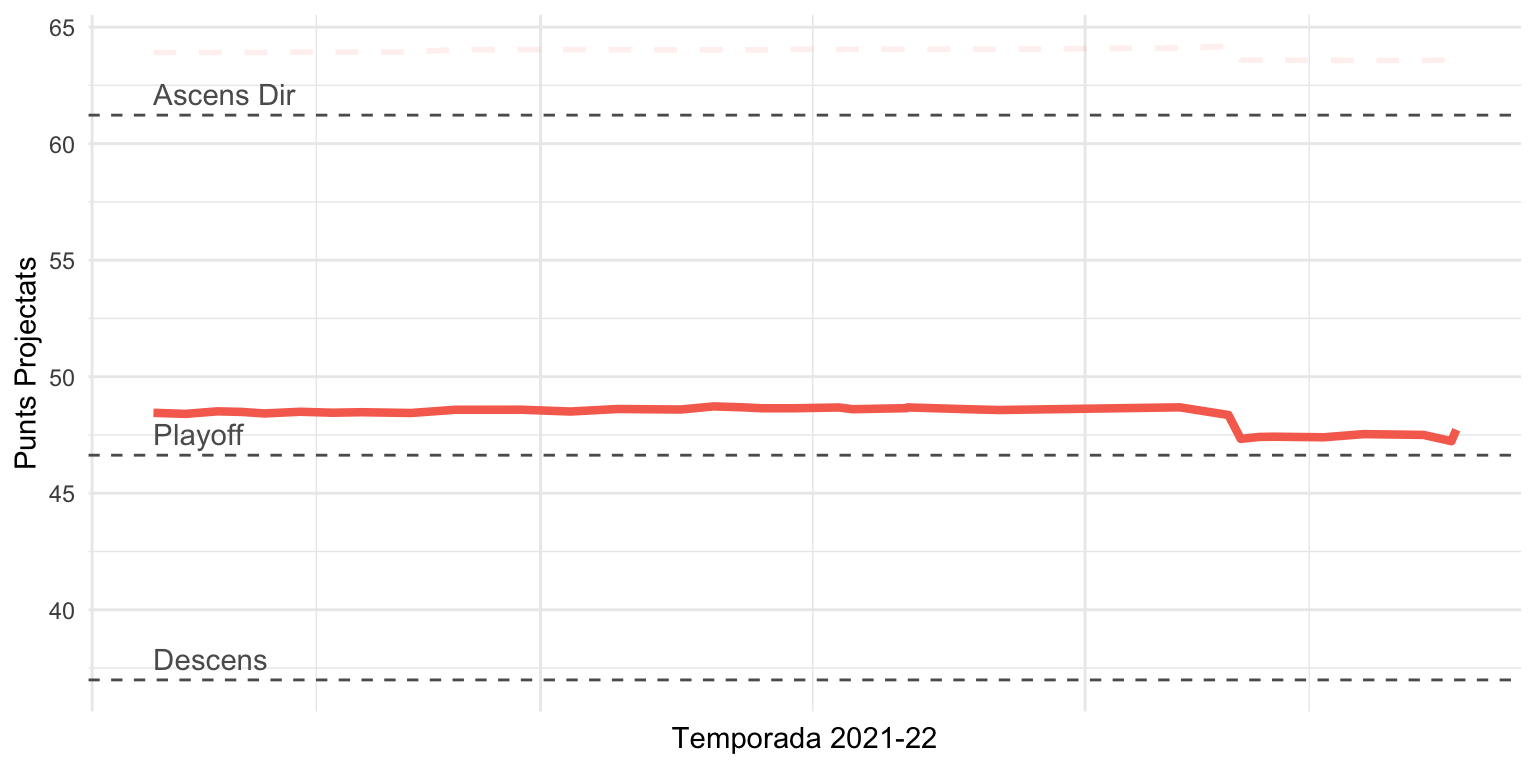 65
Ascens Dir
60
55
50
Playoff
45
40
Descens
Punts Projectats
Temporada 2021-22